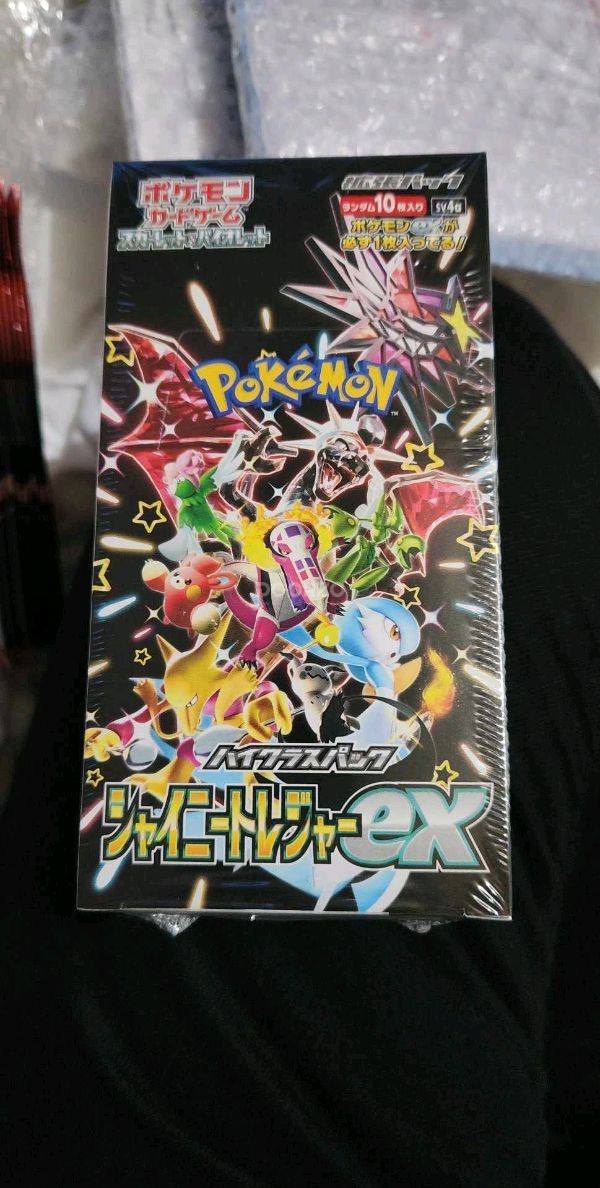 ポケモン
カードゲーム
スカーレット&バイオレット
拡張パック
ランダム10枚入り
sv4a
ポケモンexが
必ず1枚入ってる!
POKéMON
TM
ハイクラスパック
シャイニートレジャーex